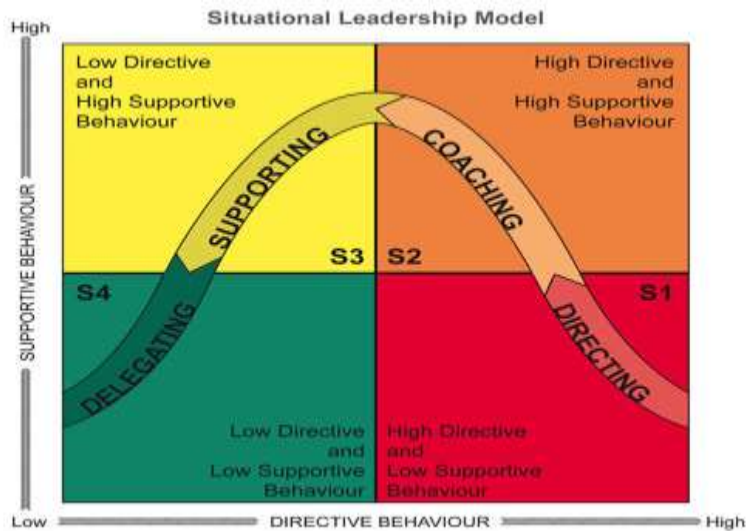 Situational Leadership Model
High
Low Directive
and
High Supportive
Behaviour
High Directive
and
High Supportive
Behaviour
SUPPORTING
COACHING
SUPPORTIVE BEHAVIOUR
S3
S2
S4
S1
DELEGATING
DIRECTING
Low Directive
and
Low Supportive
Behaviour
High Directive
and
Low Supportive
Behaviour
Low
DIRECTIVE BEHAVIOUR
High